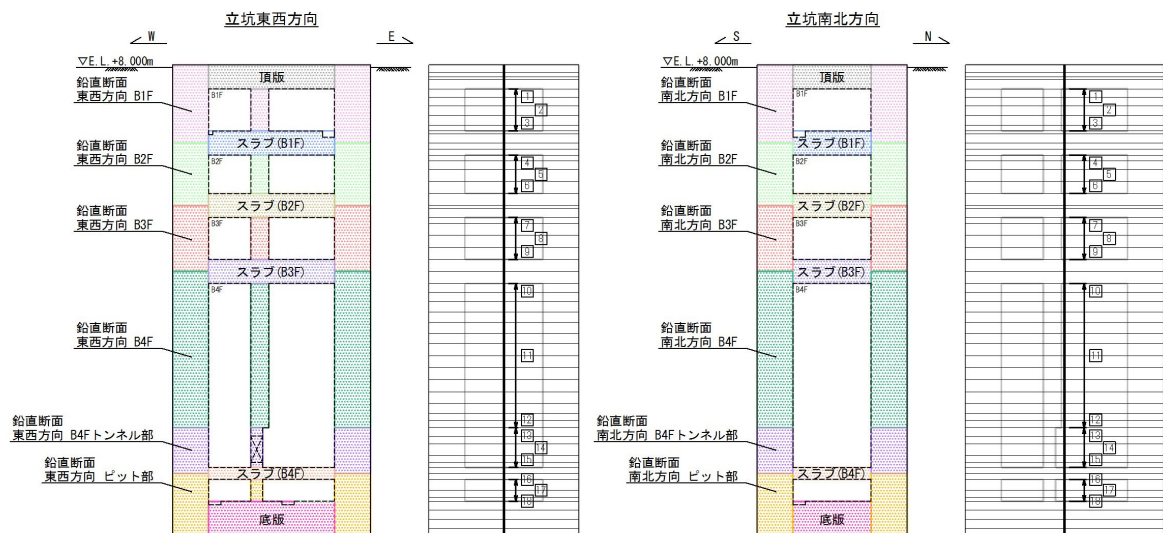 立坑東西方向
W
E
▽E.L.+8.000m
頂版
鉛直断面
東西方向 B1F
B1F
スラブ(B1F)
鉛直断面
東西方向 B2F
B2F
スラブ(B2F)
鉛直断面
東西方向 B3F
B3F
スラブ(B3F)
B4F
鉛直断面
東西方向 B4F
鉛直断面
東西方向 B4Fトンネル部
スラブ(B4F)
鉛直断面
東西方向 ピット部
底版
1
2
3
4
5
6
7
8
9
10
11
12
13
14
15
16
17
18
立坑南北方向
S
N
▽E.L.+8.000m
頂版
鉛直断面
南北方向 B1F
B1F
スラブ(B1F)
鉛直断面
南北方向 B2F
B2F
スラブ(B2F)
鉛直断面
南北方向 B3F
B3F
スラブ(B3F)
B4F
鉛直断面
南北方向 B4F
鉛直断面
南北方向 B4Fトンネル部
スラブ(B4F)
鉛直断面
南北方向 ピット部
底版
1
2
3
4
5
6
7
8
9
10
11
12
13
14
15
16
17
18